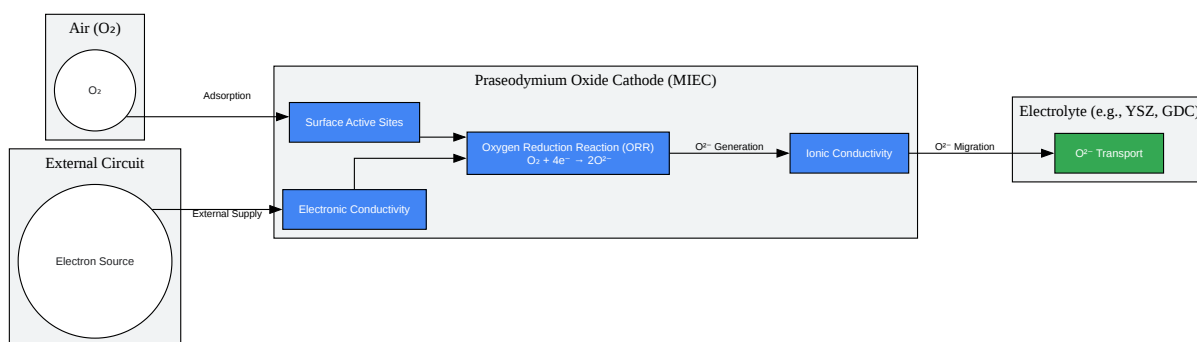 Air (O₂)
O₂
Adsorption
External Circuit
Electron Source
External Supply
Praseodymium Oxide Cathode (MIEC)
Surface Active Sites
Electronic Conductivity
Oxygen Reduction Reaction (ORR)
O₂ + 4e⁻ → 2O²⁻
O²⁻ Generation
Ionic Conductivity
O²⁻ Migration
Electrolyte (e.g., YSZ, GDC)
O²⁻ Transport